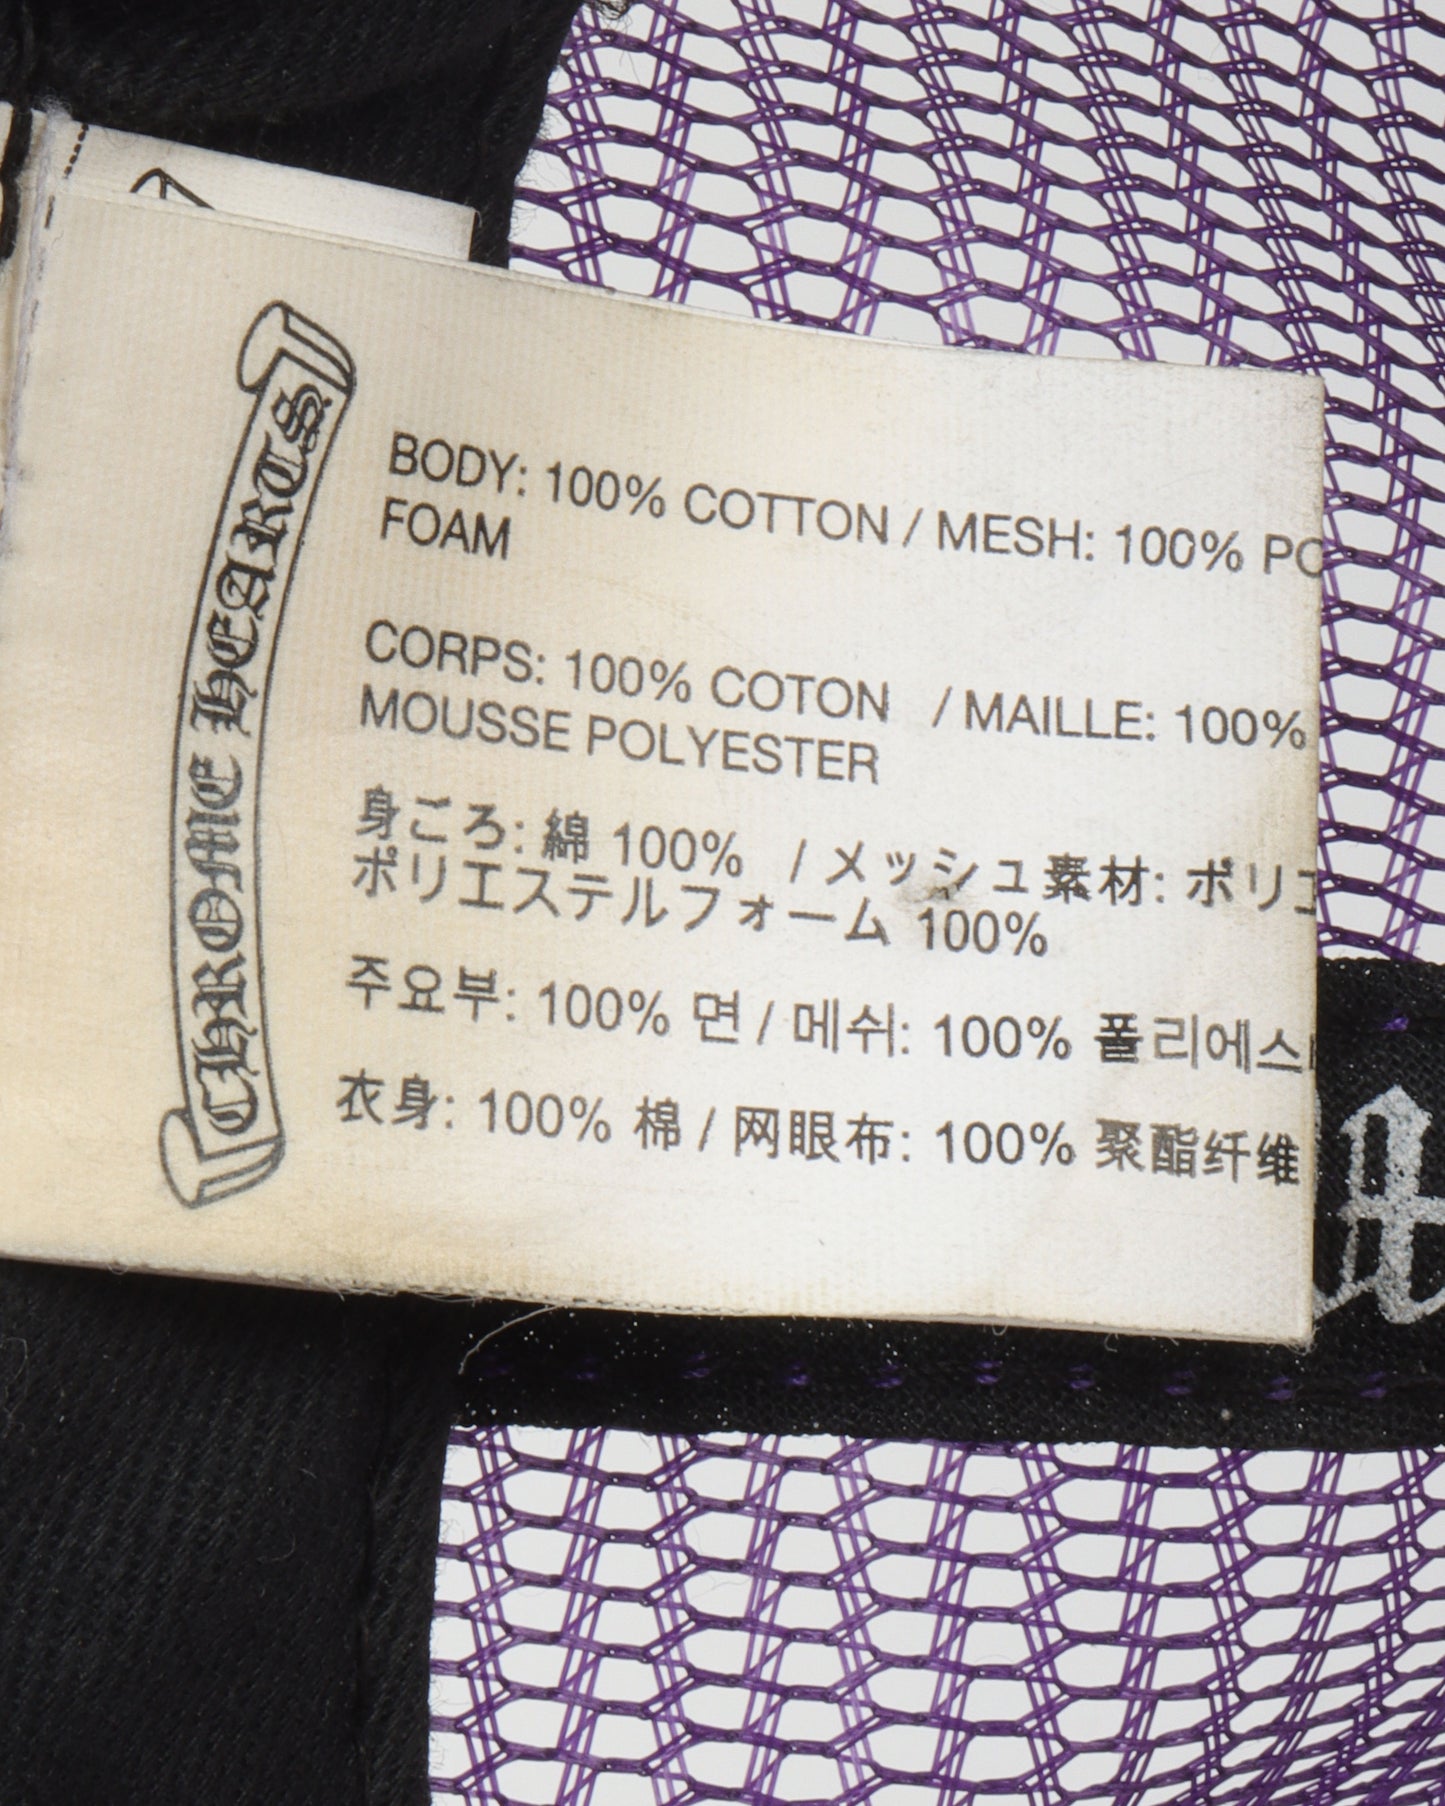 CHROME HEARTS
BODY: 100% COTTON / MESH: 100% PO
FOAM
CORPS: 100% COTON / MAILLE: 100%
MOUSSE POLYESTER
身ごろ: 綿 100% / メッシュ素材: ポリエ
ポリエステルフォーム 100%
주요부: 100% 면 / 메쉬: 100% 폴리에스
衣身: 100% 棉 / 网眼布: 100% 聚酯纤维